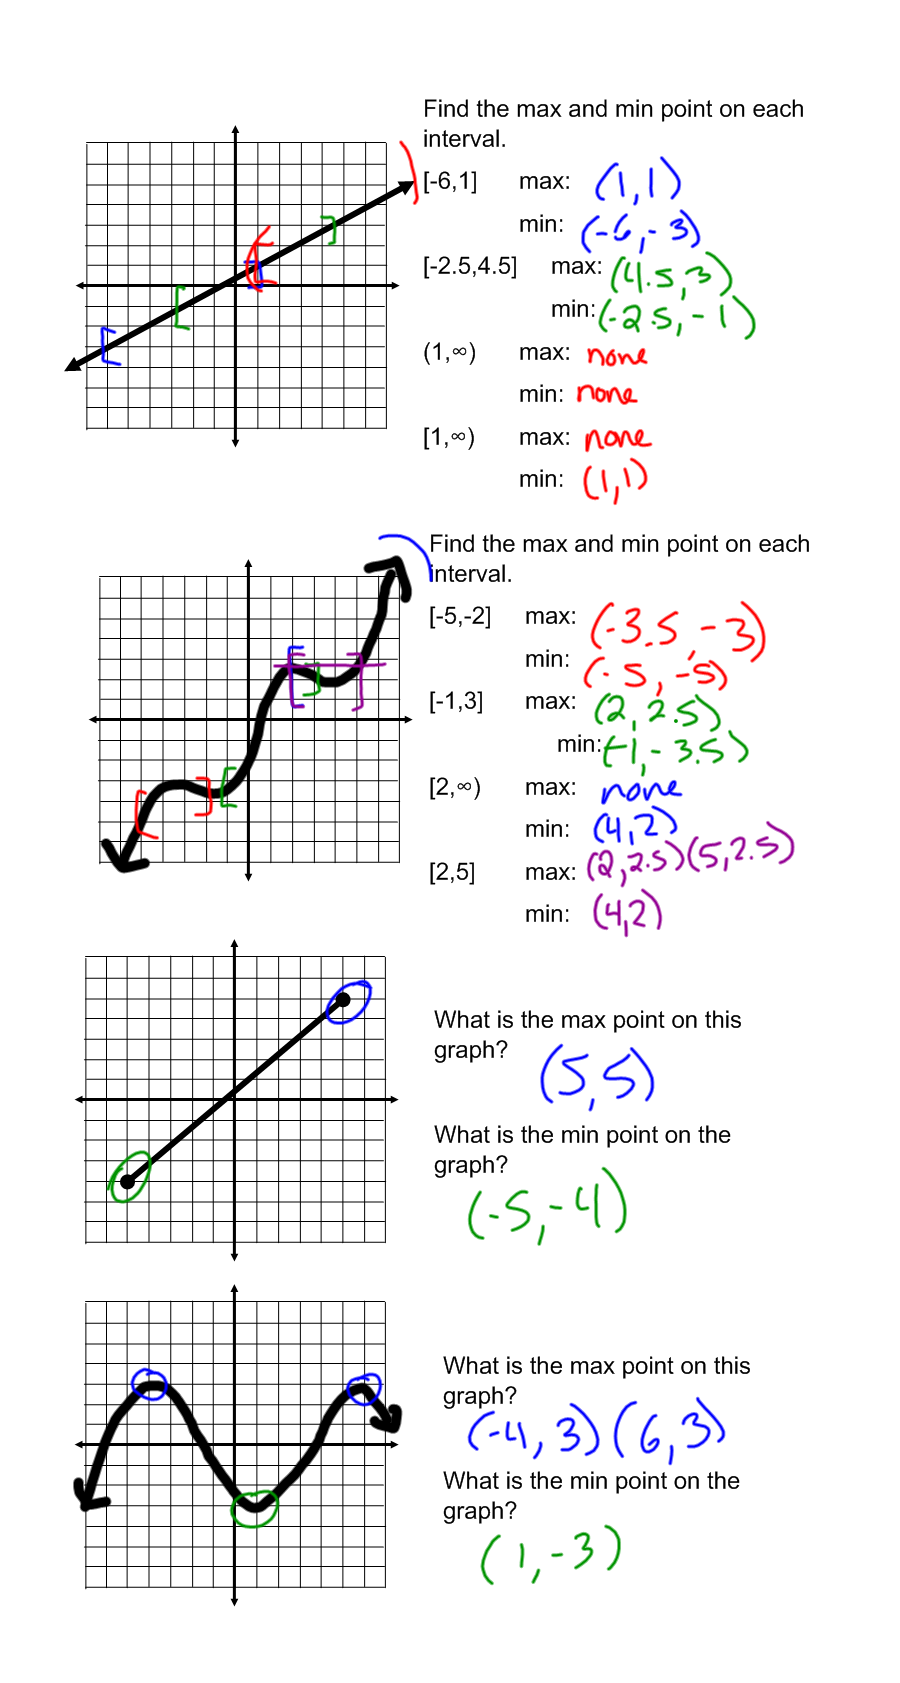 Find the max and min point on each
interval.
[-6,1] max: (1,1)
min: (-6,-3)
[-2.5,4.5] max: (4.5,3)
min: (-2.5,-1)
(1,∞) max: none
min: none
[1,∞) max: none
min: (1,1)
Find the max and min point on each
interval.
[-5,-2] max: (-3.5,-3)
min: (-5,-5)
[-1,3] max: (2,2.5)
min: (-1,-3.5)
[2,∞) max: none
min: (4,2)
[2,5] max: (2,2.5)(5,2.5)
min: (4,2)
What is the max point on this
graph? (5,5)
What is the min point on the
graph? (-5,-4)
What is the max point on this
graph?
(-4,3)(6,3)
What is the min point on the
graph?
(1,-3)